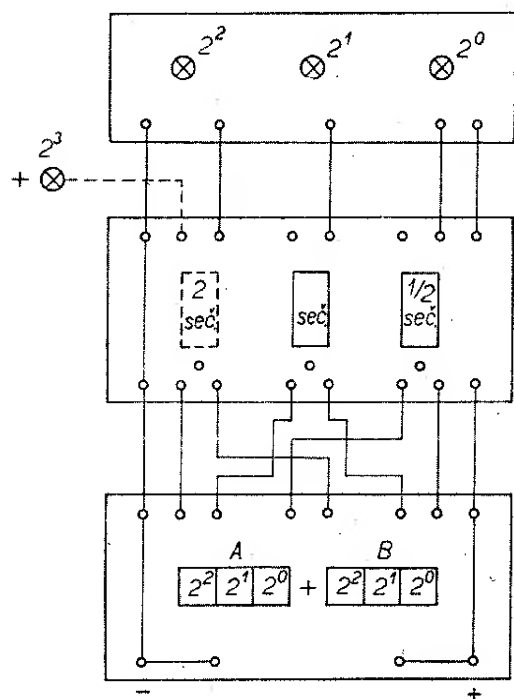 2² 2¹ 2⁰
2³
+
2 seč.
seč.
1/2 seč.
A B
2² 2¹ 2⁰ + 2² 2¹ 2⁰
− +